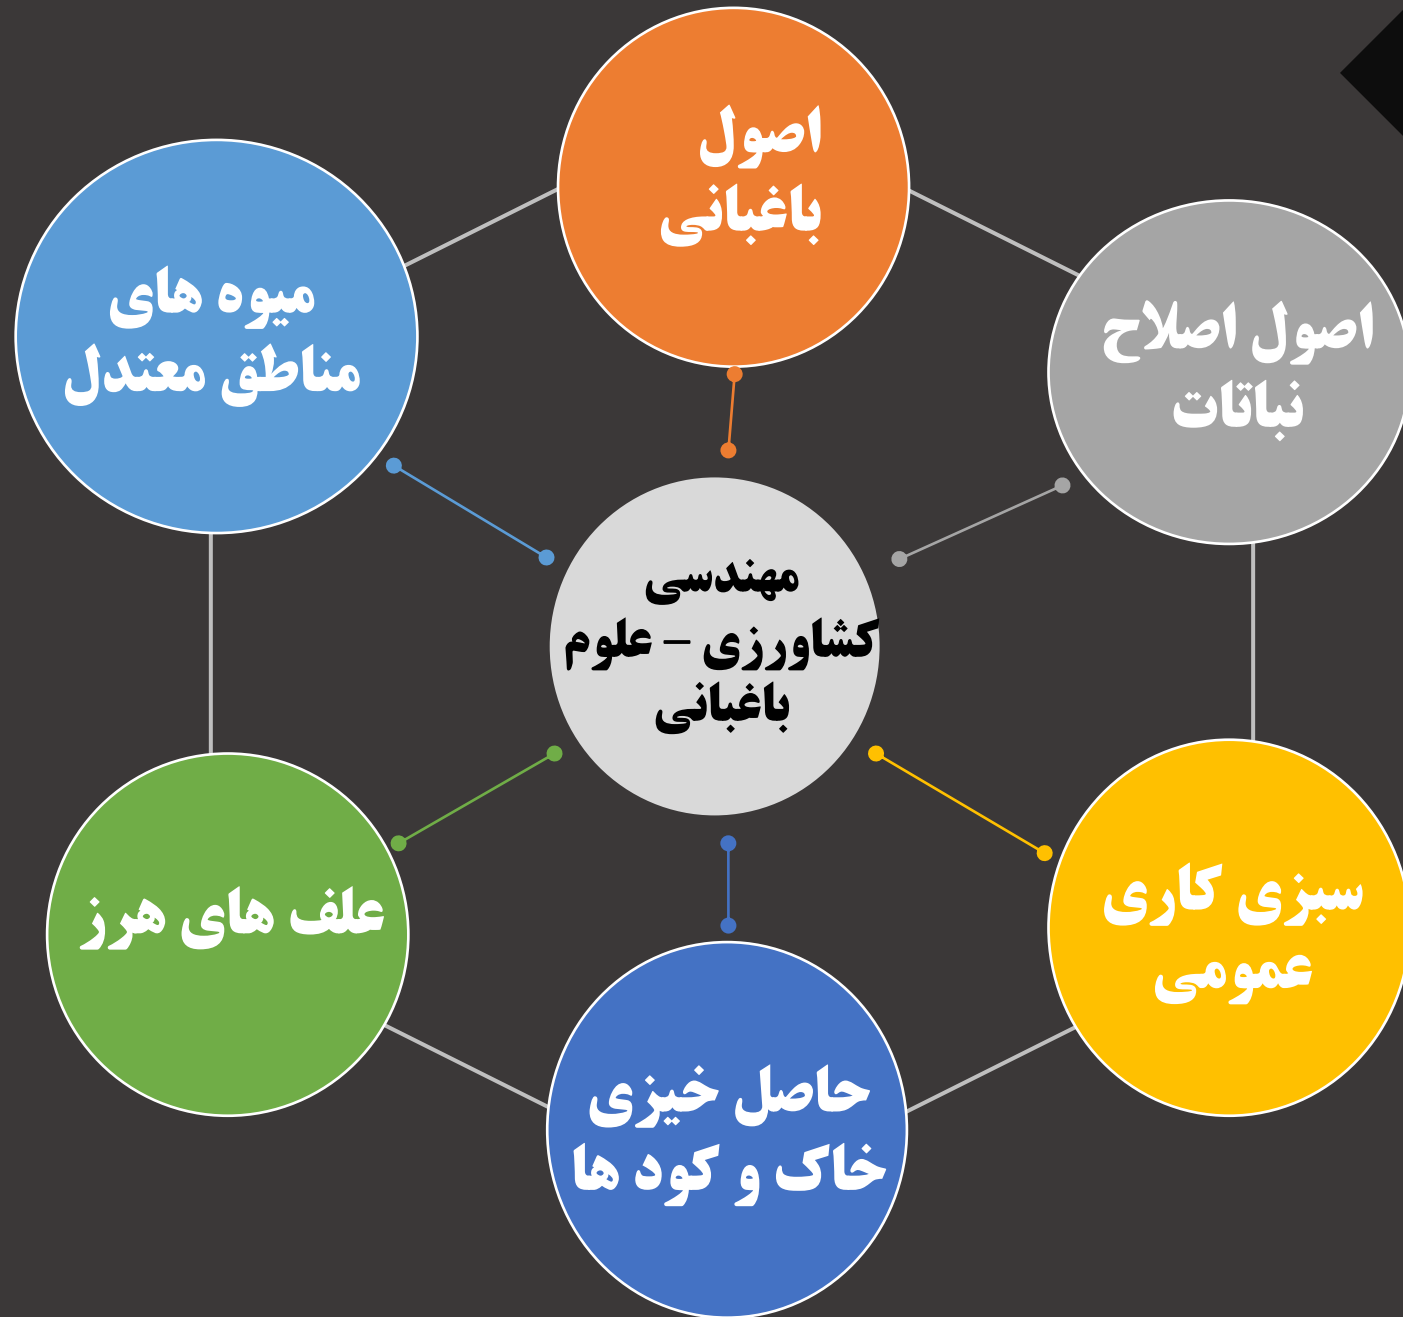 اصول
باغبانی
اصول اصلاح
نباتات
میوه های
مناطق معتدل
مهندسی
کشاورزی – علوم
باغبانی
سبزی کاری
عمومی
علف های هرز
حاصل خیزی
خاک و کود ها